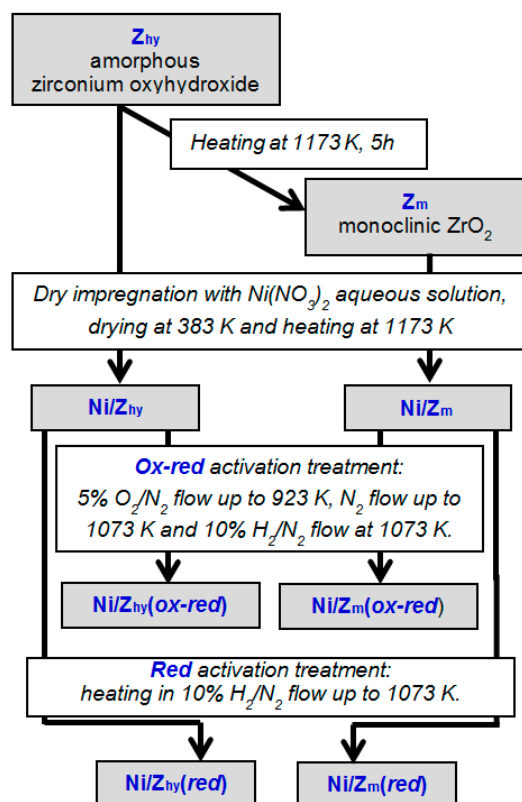 Zhy
amorphous
zirconium oxyhydroxide
Heating at 1173 K, 5h
Zm
monoclinic ZrO2
Dry impregnation with Ni(NO3)2 aqueous solution,
drying at 383 K and heating at 1173 K
Ni/Zhy
Ni/Zm
Ox-red activation treatment:
5% O2/N2 flow up to 923 K, N2 flow up to
1073 K and 10% H2/N2 flow at 1073 K.
Ni/Zhy(ox-red)
Ni/Zm(ox-red)
Red activation treatment:
heating in 10% H2/N2 flow up to 1073 K.
Ni/Zhy(red)
Ni/Zm(red)